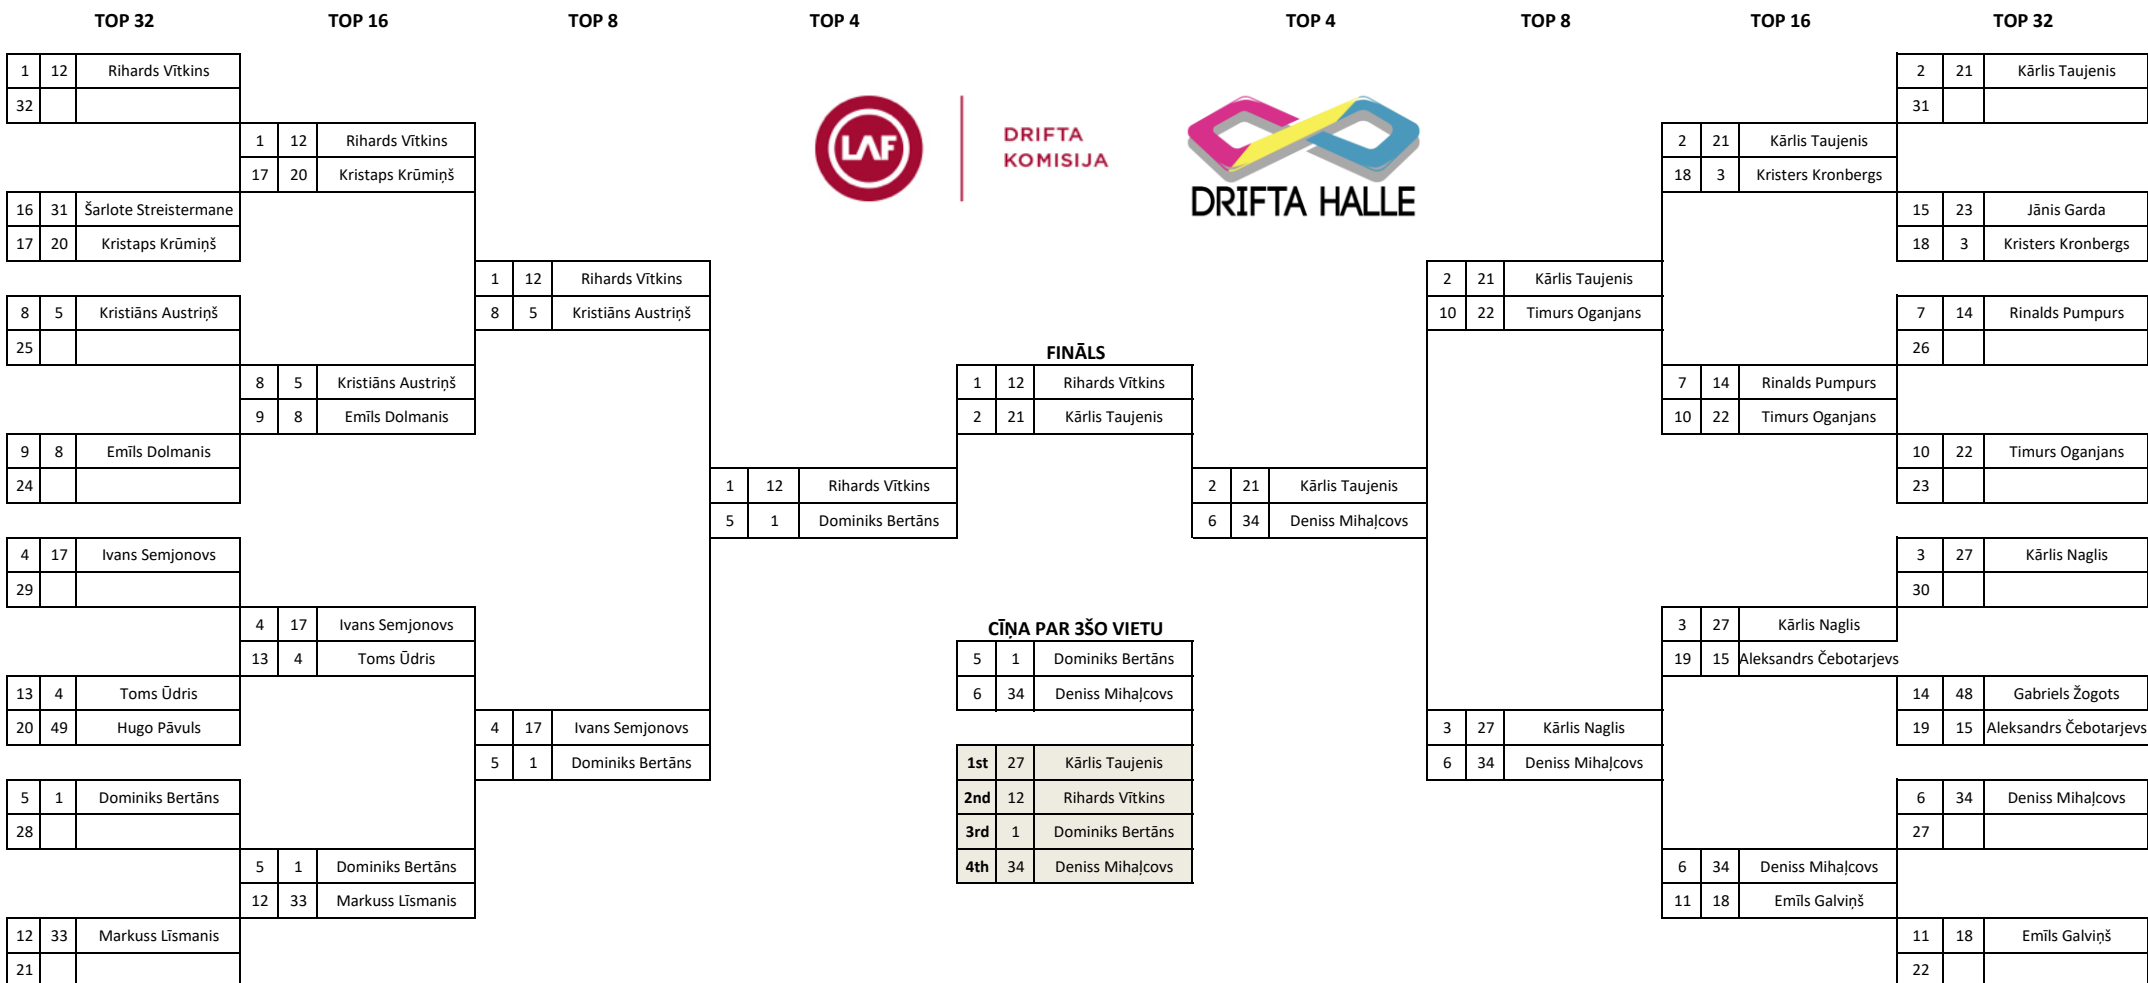 TOP 32 TOP 16 TOP 8 TOP 4 TOP 4 TOP 8 TOP 16 TOP 32
1 12 Rihards Vītkins 2 21 Kārlis Taujenis
32 31
LAF DRIFTA KOMISIJA
DRIFTA HALLE
1 12 Rihards Vītkins 2 21 Kārlis Taujenis
17 20 Kristaps Krūmiņš 18 3 Kristers Kronbergs
16 31 Šarlote Streistermane 15 23 Jānis Garda
17 20 Kristaps Krūmiņš 18 3 Kristers Kronbergs
1 12 Rihards Vītkins 2 21 Kārlis Taujenis
8 5 Kristiāns Austriņš 8 5 Kristiāns Austriņš 10 22 Timurs Oganjans 7 14 Rinalds Pumpurs
25 26
FINĀLS
8 5 Kristiāns Austriņš 1 12 Rihards Vītkins 7 14 Rinalds Pumpurs
9 8 Emīls Dolmanis 2 21 Kārlis Taujenis 10 22 Timurs Oganjans
9 8 Emīls Dolmanis 10 22 Timurs Oganjans
24 1 12 Rihards Vītkins 2 21 Kārlis Taujenis 23
5 1 Dominiks Bertāns 6 34 Deniss Mihaļcovs
4 17 Ivans Semjonovs 3 27 Kārlis Naglis
29 30
4 17 Ivans Semjonovs CĪŅA PAR 3ŠO VIETU 3 27 Kārlis Naglis
13 4 Toms Ūdris 5 1 Dominiks Bertāns 19 15 Aleksandrs Čebotarjevs
13 4 Toms Ūdris 6 34 Deniss Mihaļcovs 14 48 Gabriels Žogots
20 49 Hugo Pāvuls 4 17 Ivans Semjonovs 3 27 Kārlis Naglis 19 15 Aleksandrs Čebotarjevs
5 1 Dominiks Bertāns 1st 27 Kārlis Taujenis 6 34 Deniss Mihaļcovs
5 1 Dominiks Bertāns 2nd 12 Rihards Vītkins 6 34 Deniss Mihaļcovs
28 3rd 1 Dominiks Bertāns 27
5 1 Dominiks Bertāns 4th 34 Deniss Mihaļcovs 6 34 Deniss Mihaļcovs
12 33 Markuss Līsmanis 11 18 Emīls Galviņš
12 33 Markuss Līsmanis 11 18 Emīls Galviņš
21 22